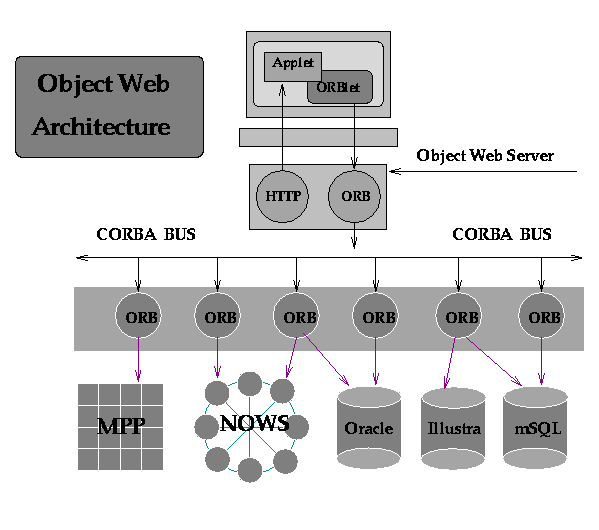 Object Web
Architecture
Applet
ORBlet
Object Web Server
HTTP
ORB
CORBA BUS
CORBA BUS
ORB
ORB
ORB
ORB
ORB
ORB
MPP
NOWS
Oracle
Illustra
mSQL